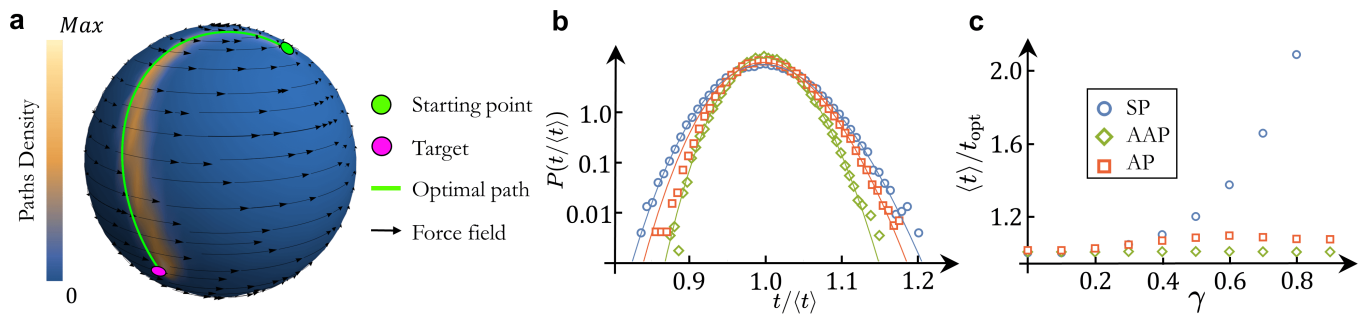 a
Max
Paths Density
0
Starting point
Target
Optimal path
Force field
b
P(t/⟨t⟩)
1.0
0.1
0.01
0.9
1.0
1.1
1.2
t/⟨t⟩
c
⟨t⟩/t_opt
2.0
1.6
1.2
SP
AAP
AP
0.2
0.4
0.6
0.8
γ